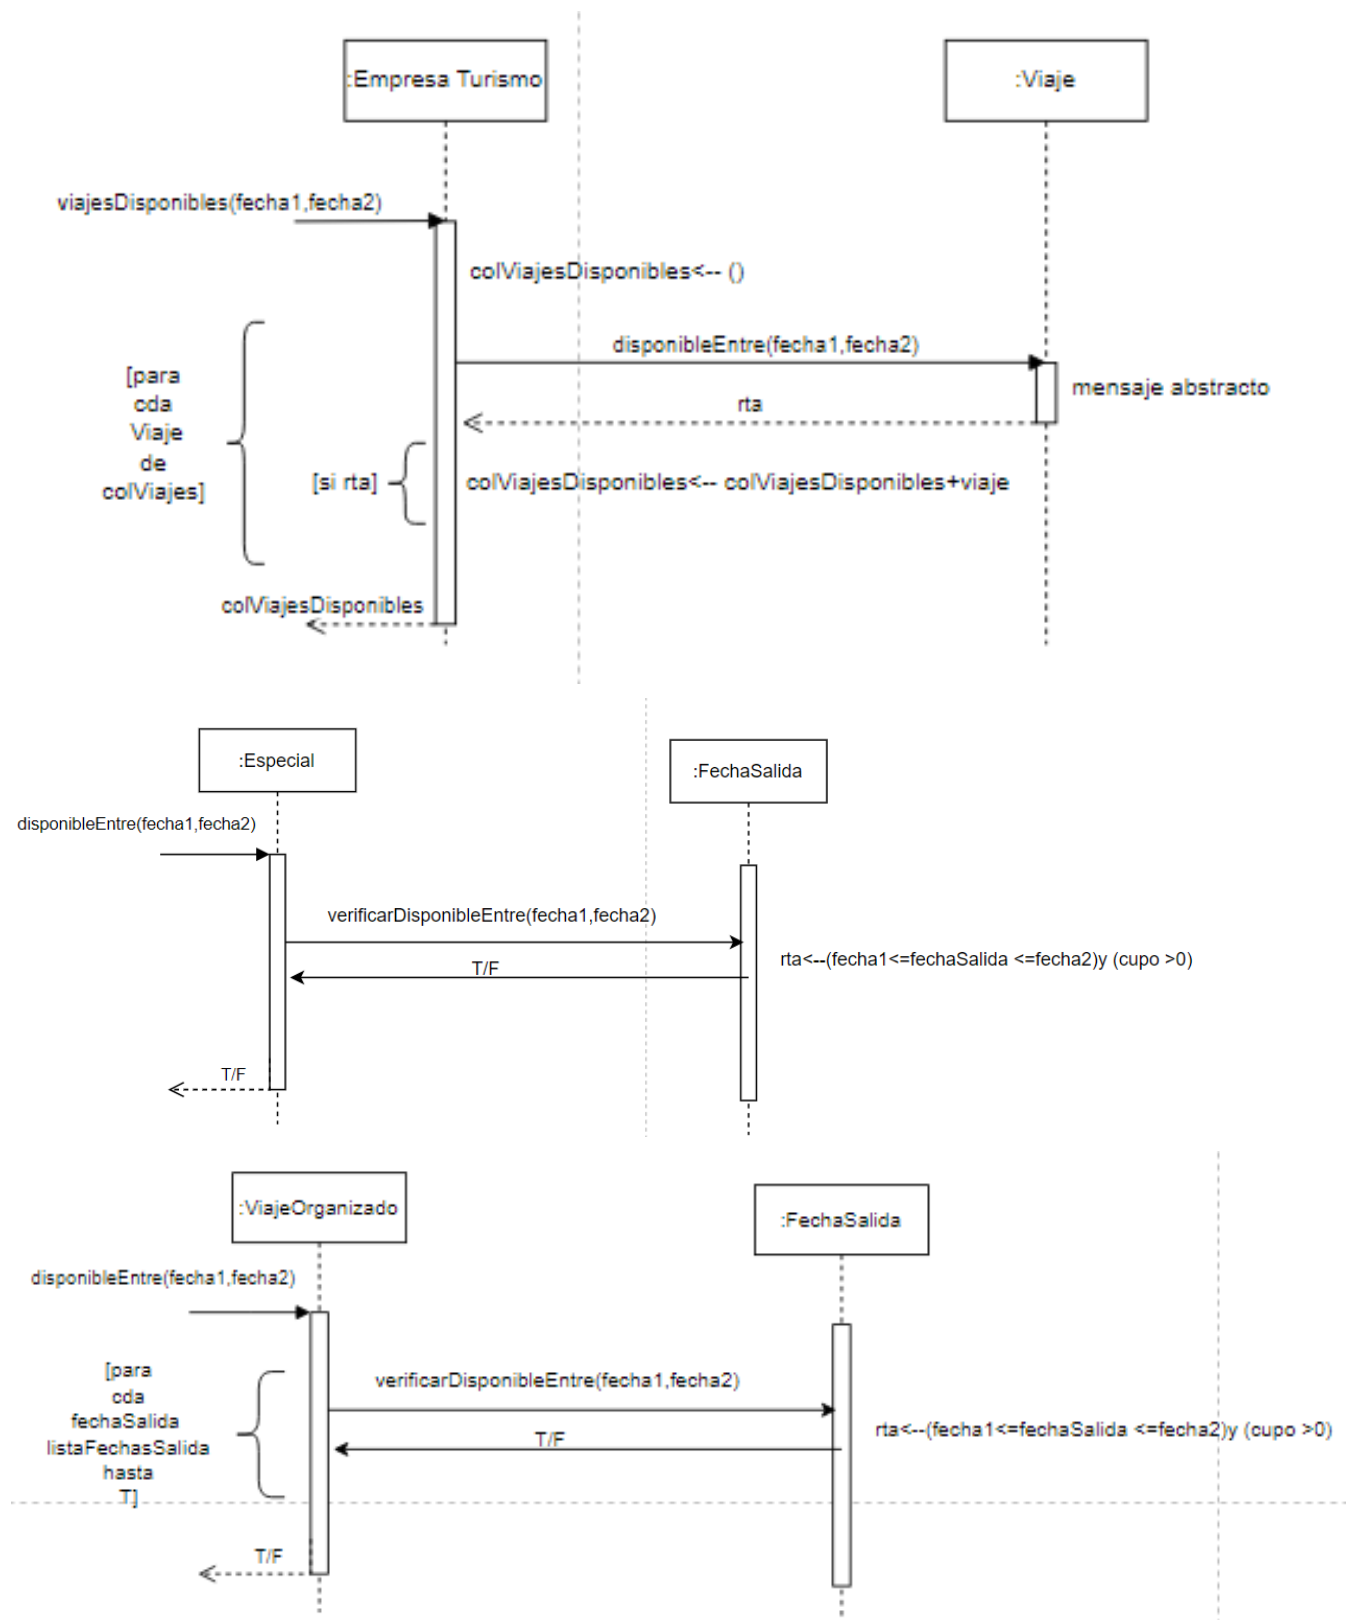 :Empresa Turismo
:Viaje
viajesDisponibles(fecha1,fecha2)
colViajesDisponibles<-- ()
disponibleEntre(fecha1,fecha2)
mensaje abstracto
rta
[para
cda
Viaje
de
colViajes]
[si rta]
colViajesDisponibles<-- colViajesDisponibles+viaje
colViajesDisponibles
:Especial
:FechaSalida
disponibleEntre(fecha1,fecha2)
verificarDisponibleEntre(fecha1,fecha2)
T/F
rta<--(fecha1<=fechaSalida <=fecha2)y (cupo >0)
T/F
:ViajeOrganizado
:FechaSalida
disponibleEntre(fecha1,fecha2)
[para
cda
fechaSalida
listaFechasSalida
hasta
T]
verificarDisponibleEntre(fecha1,fecha2)
T/F
rta<--(fecha1<=fechaSalida <=fecha2)y (cupo >0)
T/F